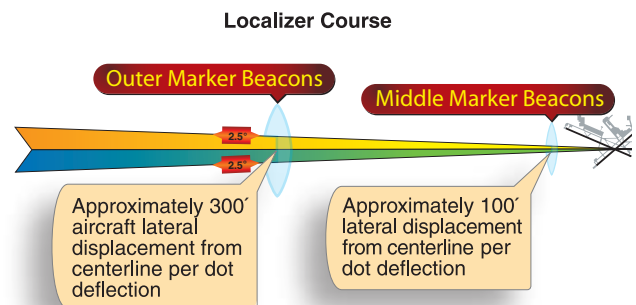 Localizer Course
Outer Marker Beacons
Middle Marker Beacons
2.5°
2.5°
Approximately 300´
aircraft lateral
displacement from
centerline per dot
deflection
Approximately 100´
lateral displacement
from centerline per
dot deflection